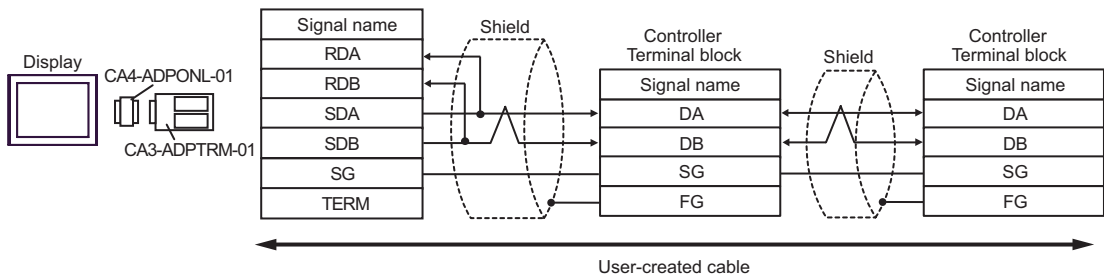 Display
CA4-ADPONL-01
CA3-ADPTRM-01
Signal name
RDA
RDB
SDA
SDB
SG
TERM
Shield
Controller
Terminal block
Signal name
DA
DB
SG
FG
Shield
Controller
Terminal block
Signal name
DA
DB
SG
FG
User-created cable